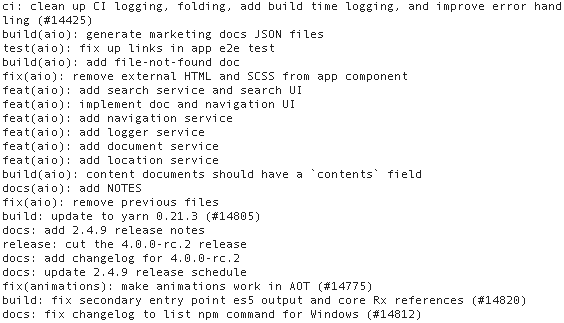 ci: clean up CI logging, folding, add build time logging, and improve error hand
ling (#14425)
build(aio): generate marketing docs JSON files
test(aio): fix up links in app e2e test
build(aio): add file-not-found doc
fix(aio): remove external HTML and SCSS from app component
feat(aio): add search service and search UI
feat(aio): implement doc and navigation UI
feat(aio): add navigation service
feat(aio): add logger service
feat(aio): add document service
feat(aio): add location service
build(aio): content documents should have a `contents` field
docs(aio): add NOTES
fix(aio): remove previous files
build: update to yarn 0.21.3 (#14805)
docs: add 2.4.9 release notes
release: cut the 4.0.0-rc.2 release
docs: add changelog for 4.0.0-rc.2
docs: update 2.4.9 release schedule
fix(animations): make animations work in AOT (#14775)
build: fix secondary entry point es5 output and core Rx references (#14820)
docs: fix changelog to list npm command for Windows (#14812)